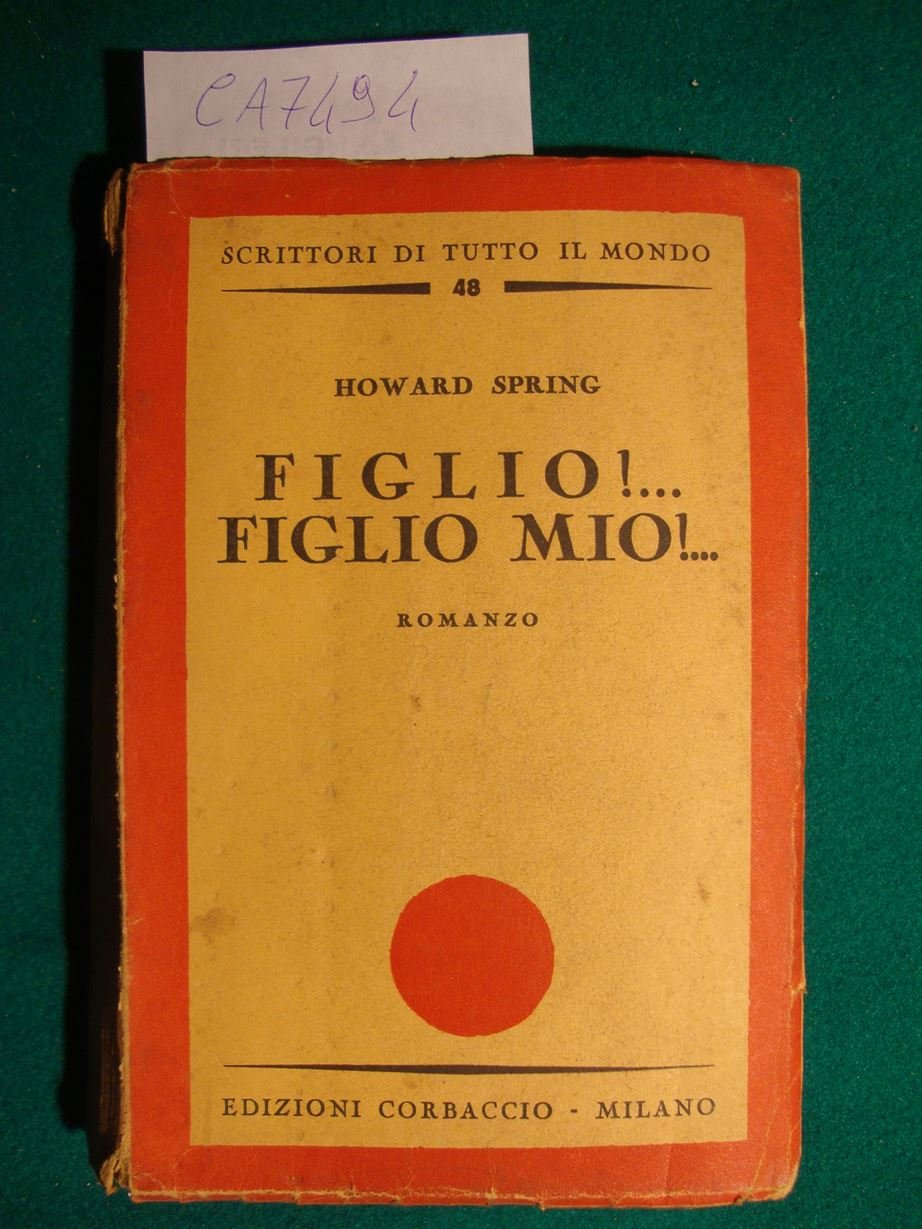 CA7494
SCRITTORI DI TUTTO IL MONDO
48
HOWARD SPRING
FIGLIO!....
FIGLIO MIO!....
ROMANZO
EDIZIONI CORBACCIO - MILANO